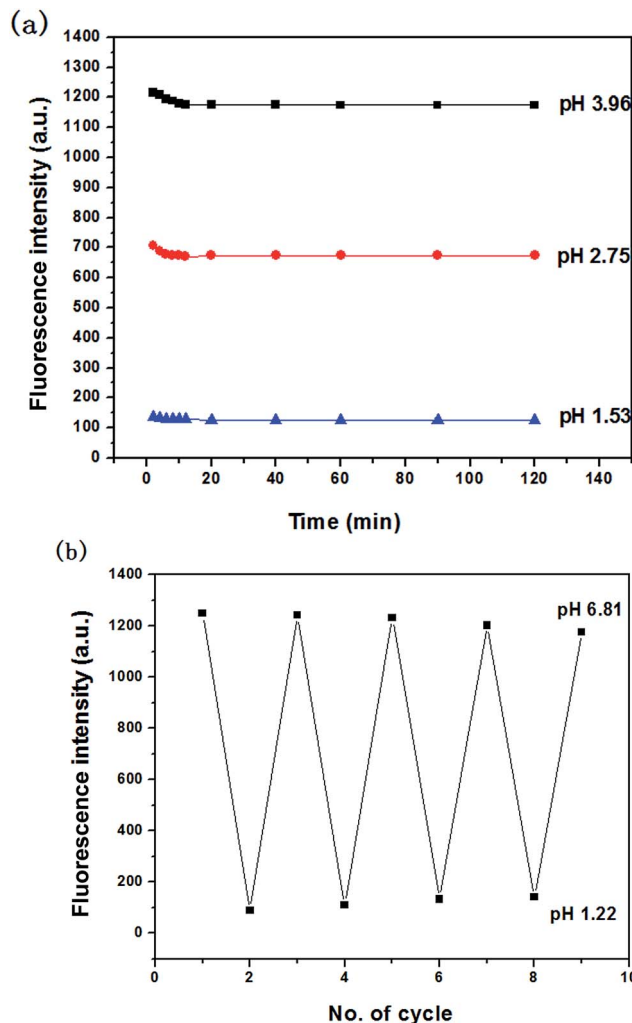 (a)
1400
1300
1200
1100
1000
900
800
700
600
500
400
300
200
100
0
Fluorescence intensity (a.u.)
pH 3.96
pH 2.75
pH 1.53
0 20 40 60 80 100 120 140
Time (min)
(b)
1400
1200
1000
800
600
400
200
0
Fluorescence intensity (a.u.)
pH 6.81
pH 1.22
0 2 4 6 8 10
No. of cycle